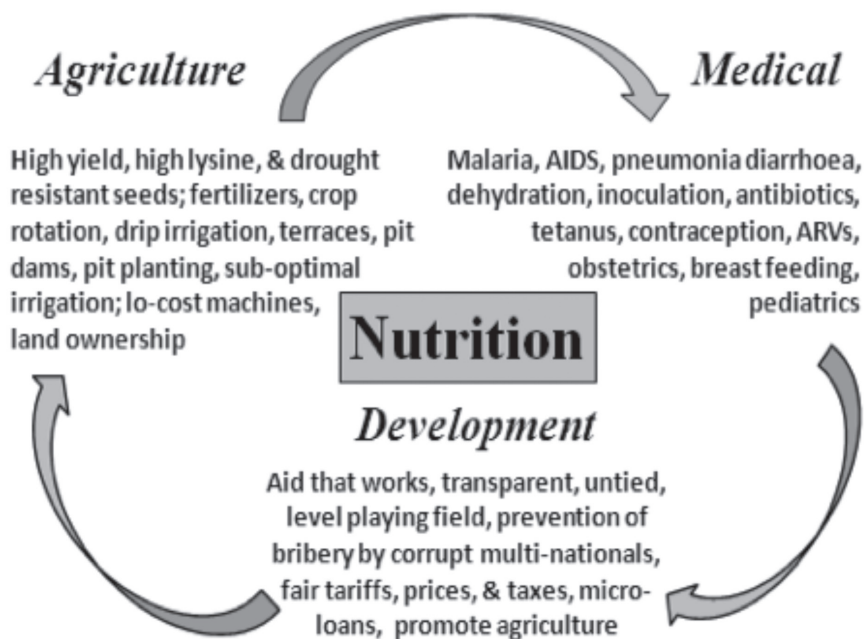 Agriculture
High yield, high lysine, & drought
resistant seeds; fertilizers, crop
rotation, drip irrigation, terraces, pit
dams, pit planting, sub-optimal
irrigation; lo-cost machines,
land ownership
Medical
Malaria, AIDS, pneumonia diarrhoea,
dehydration, inoculation, antibiotics,
tetanus, contraception, ARVs,
obstetrics, breast feeding,
pediatrics
Nutrition
Development
Aid that works, transparent, untied,
level playing field, prevention of
bribery by corrupt multi-nationals,
fair tariffs, prices, & taxes, micro-
loans, promote agriculture